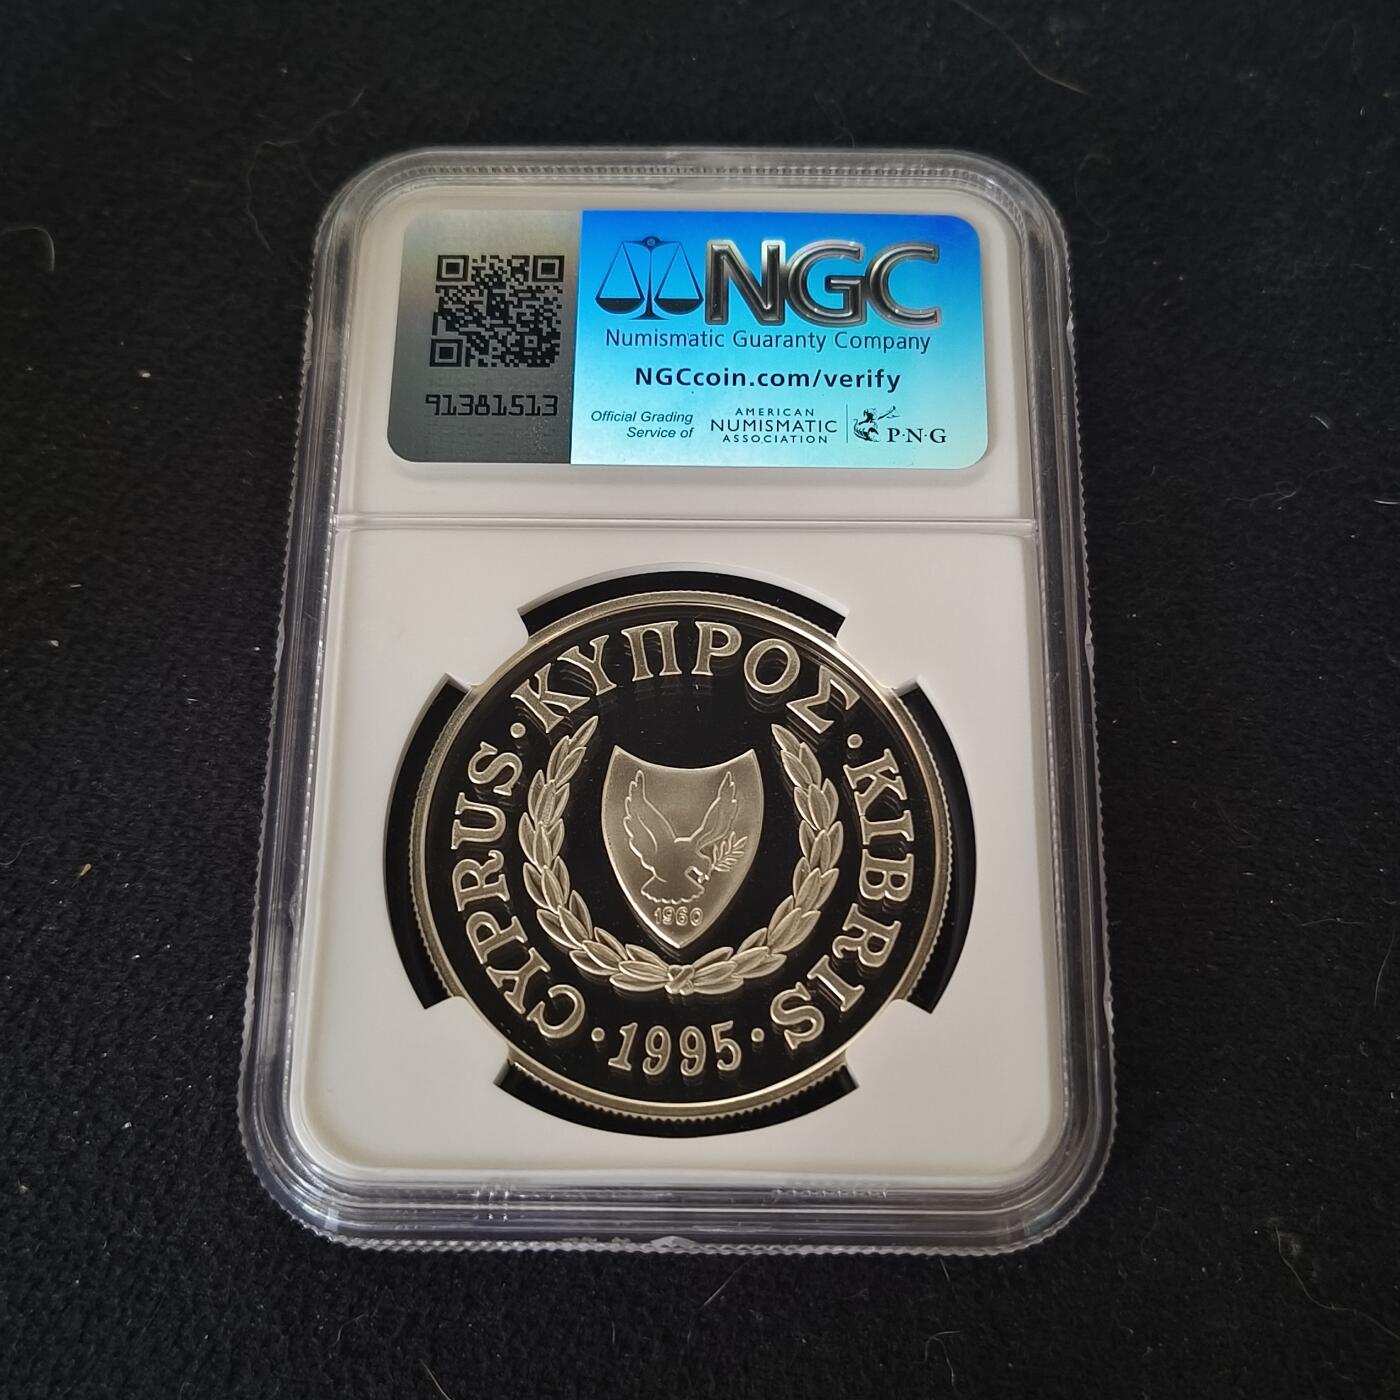 NGC
Numismatic Guaranty Company
NGCcoin.com/verify
91381513
Official Grading
Service of
AMERICAN
NUMISMATIC
ASSOCIATION
P·N·G
CYPRUS · ΚΥΠΡΟΣ · KIBRIS
1960
· 1995 ·